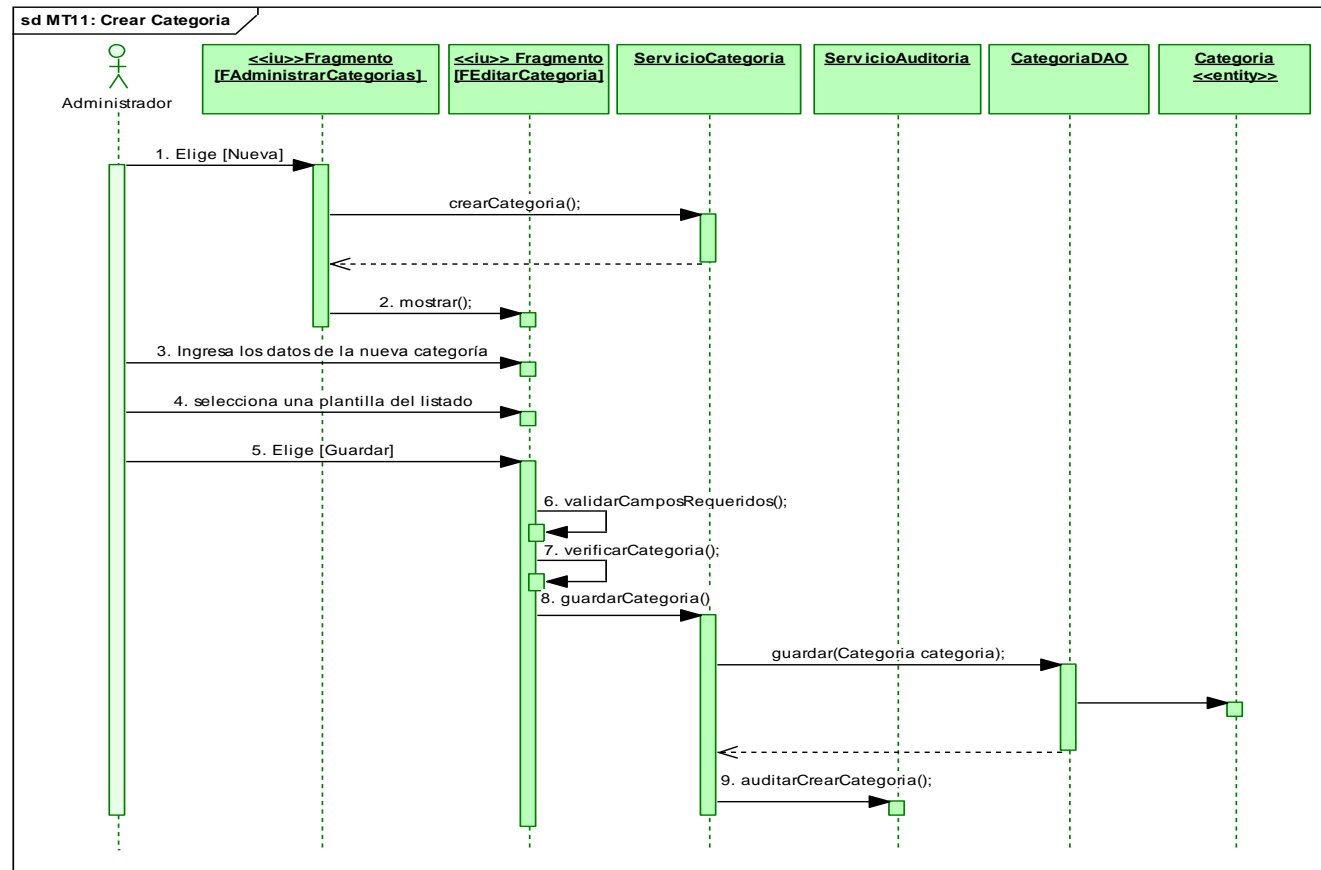 sd MT11: Crear Categoria
Administrador
<<iu>>Fragmento
[FAdministrarCategorias]
<<iu>> Fragmento
[FEditarCategoria]
ServicioCategoria
ServicioAuditoria
CategoriaDAO
Categoria
<<entity>>
1. Elige [Nueva]
crearCategoria();
2. mostrar();
3. Ingresa los datos de la nueva categoría
4. selecciona una plantilla del listado
5. Elige [Guardar]
6. validarCamposRequeridos();
7. verificarCategoria();
8. guardarCategoria()
guardar(Categoria categoria);
9. auditarCrearCategoria();